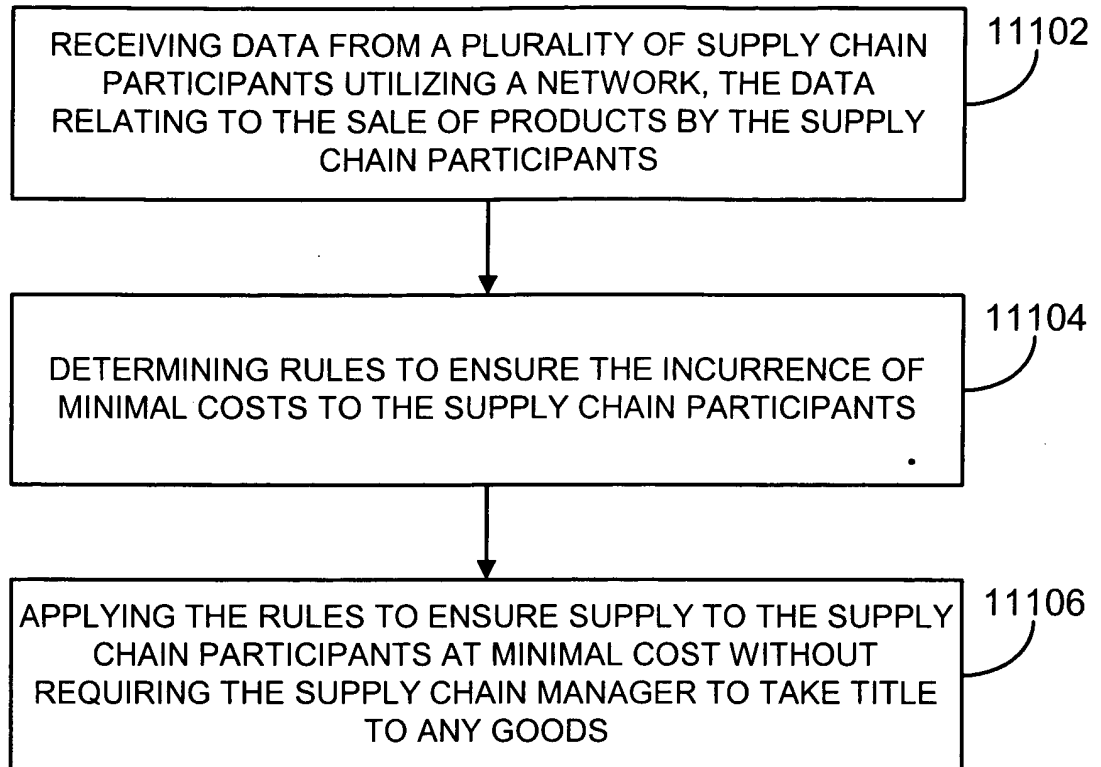 RECEIVING DATA FROM A PLURALITY OF SUPPLY CHAIN
PARTICIPANTS UTILIZING A NETWORK, THE DATA
RELATING TO THE SALE OF PRODUCTS BY THE SUPPLY
CHAIN PARTICIPANTS
11102
DETERMINING RULES TO ENSURE THE INCURRENCE OF
MINIMAL COSTS TO THE SUPPLY CHAIN PARTICIPANTS
11104
APPLYING THE RULES TO ENSURE SUPPLY TO THE SUPPLY
CHAIN PARTICIPANTS AT MINIMAL COST WITHOUT
REQUIRING THE SUPPLY CHAIN MANAGER TO TAKE TITLE
TO ANY GOODS
11106